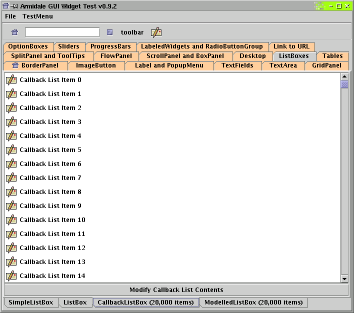 Armidale GUI Widget Test v0.9.2
File TestMenu
toolbar
OptionBoxes Sliders ProgressBars LabeledWidgets and RadioButtonGroup Link to URL
SplitPanel and ToolTips FlowPanel ScrollPanel and BoxPanel Desktop ListBoxes Tables
BorderPanel ImageButton Label and PopupMenu TextFields TextArea GridPanel
Callback List Item 0
Callback List Item 1
Callback List Item 2
Callback List Item 3
Callback List Item 4
Callback List Item 5
Callback List Item 6
Callback List Item 7
Callback List Item 8
Callback List Item 9
Callback List Item 10
Callback List Item 11
Callback List Item 12
Callback List Item 13
Callback List Item 14
Modify Callback List Contents
SimpleListBox ListBox CallbackListBox (20,000 items) ModelledListBox (20,000 items)